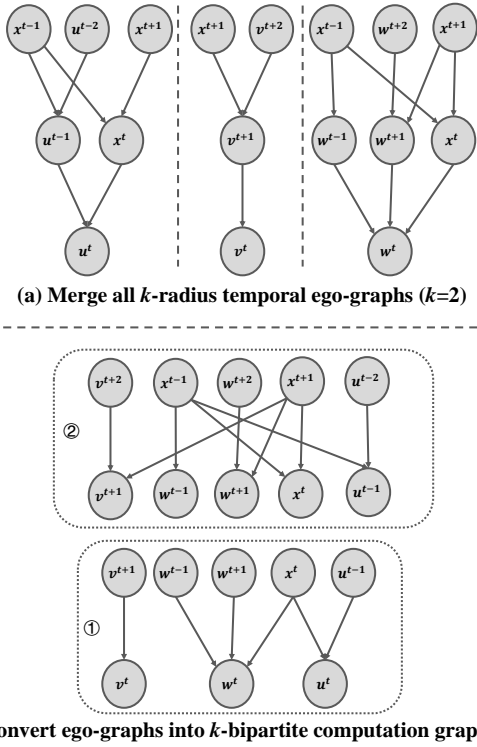 x^{t-1} u^{t-2} x^{t+1} x^{t+1} v^{t+2} x^{t-1} w^{t+2} x^{t+1}
u^{t-1} x^t v^{t+1} w^{t-1} w^{t+1} x^t
u^t v^t w^t
(a) Merge all k-radius temporal ego-graphs (k=2)
v^{t+2} x^{t-1} w^{t+2} x^{t+1} u^{t-2}
②
v^{t+1} w^{t-1} w^{t+1} x^t u^{t-1}
v^{t+1} w^{t-1} w^{t+1} x^t u^{t-1}
①
v^t w^t u^t
onvert ego-graphs into k-bipartite computation grap